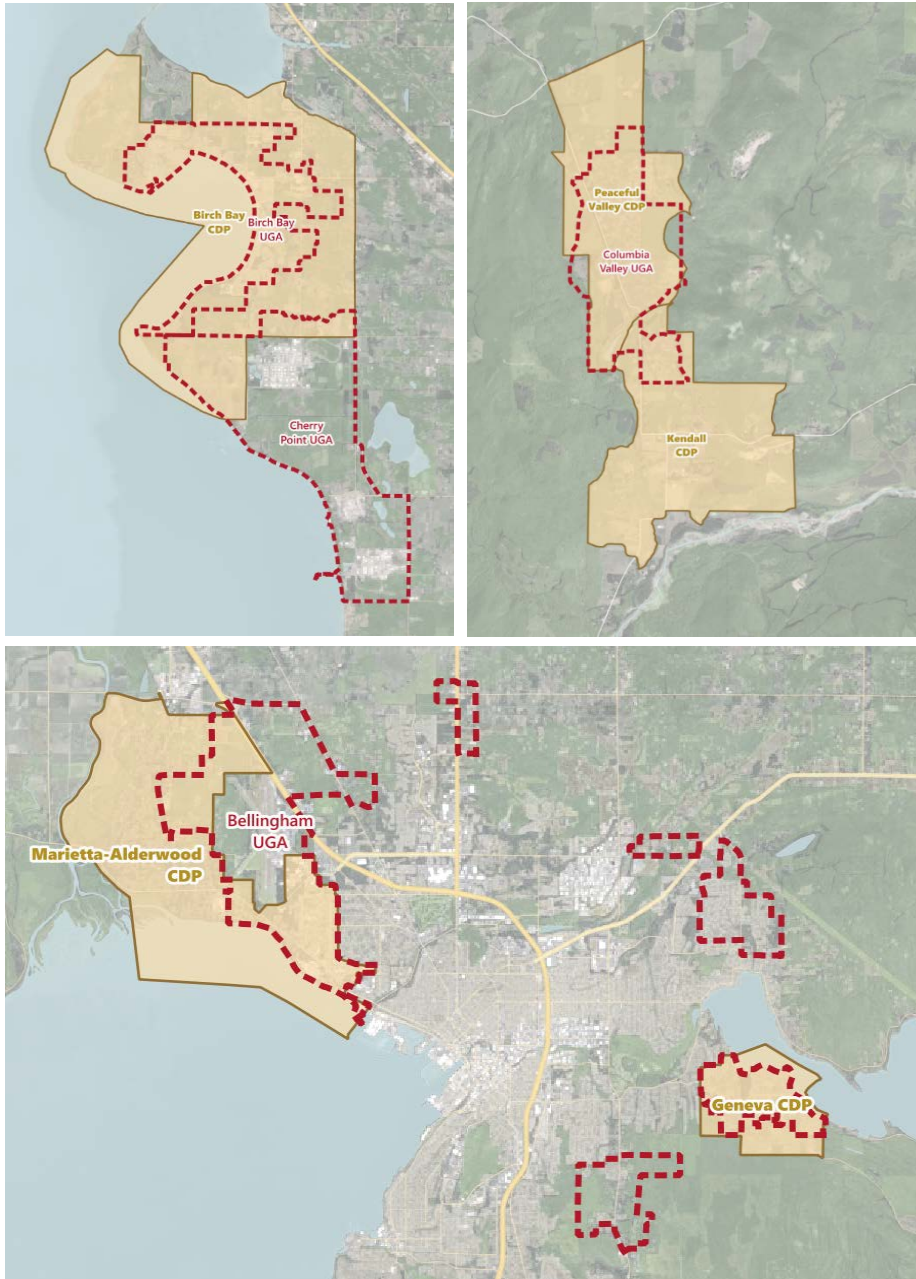 Birch Bay
CDP
Birch Bay
UGA
Cherry
Point UGA
Peaceful
Valley CDP
Columbia
Valley UGA
Kendall
CDP
Bellingham
UGA
Marietta-Alderwood
CDP
Geneva CDP